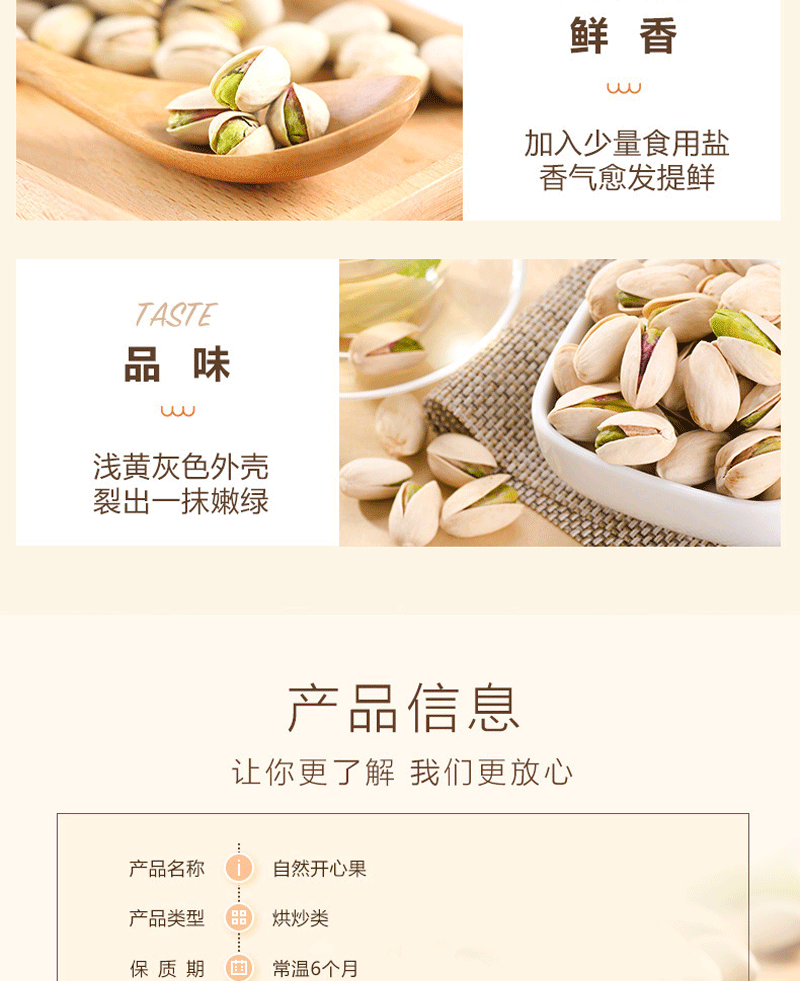 鲜 香
加入少量食用盐
香气愈发提鲜
TASTE
品 味
浅黄灰色外壳
裂出一抹嫩绿
产品信息
让你更了解 我们更放心
产品名称 自然开心果
产品类型 烘炒类
保 质 期 常温6个月